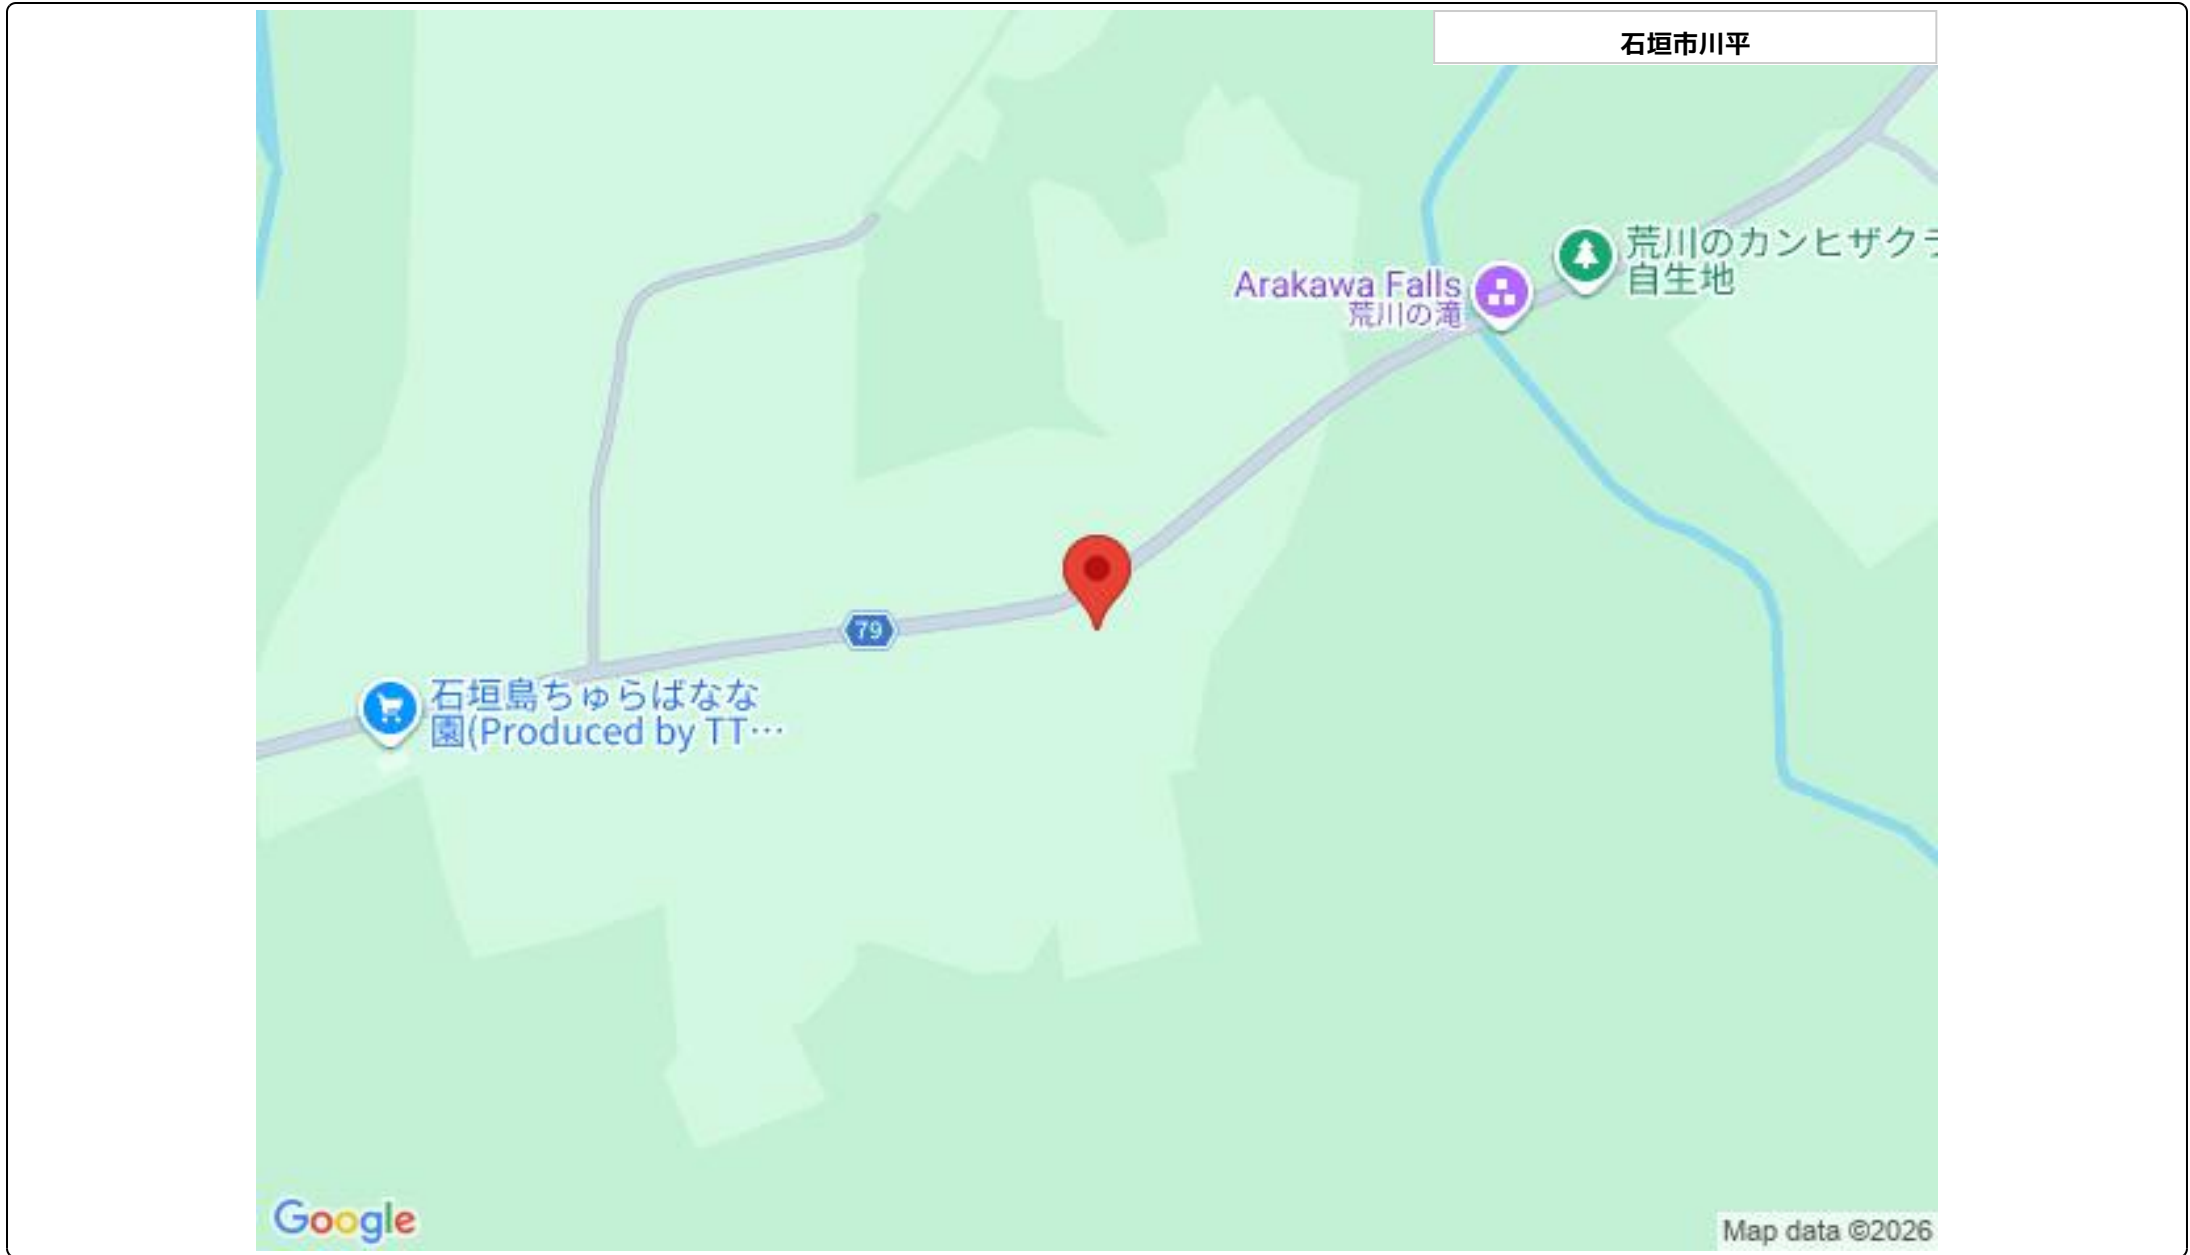 石垣市川平
荒川のカンヒザクラ
自生地
Arakawa Falls
荒川の滝
79
石垣島ちゅらばなな
園(Produced by TT…
Google
Map data ©2026